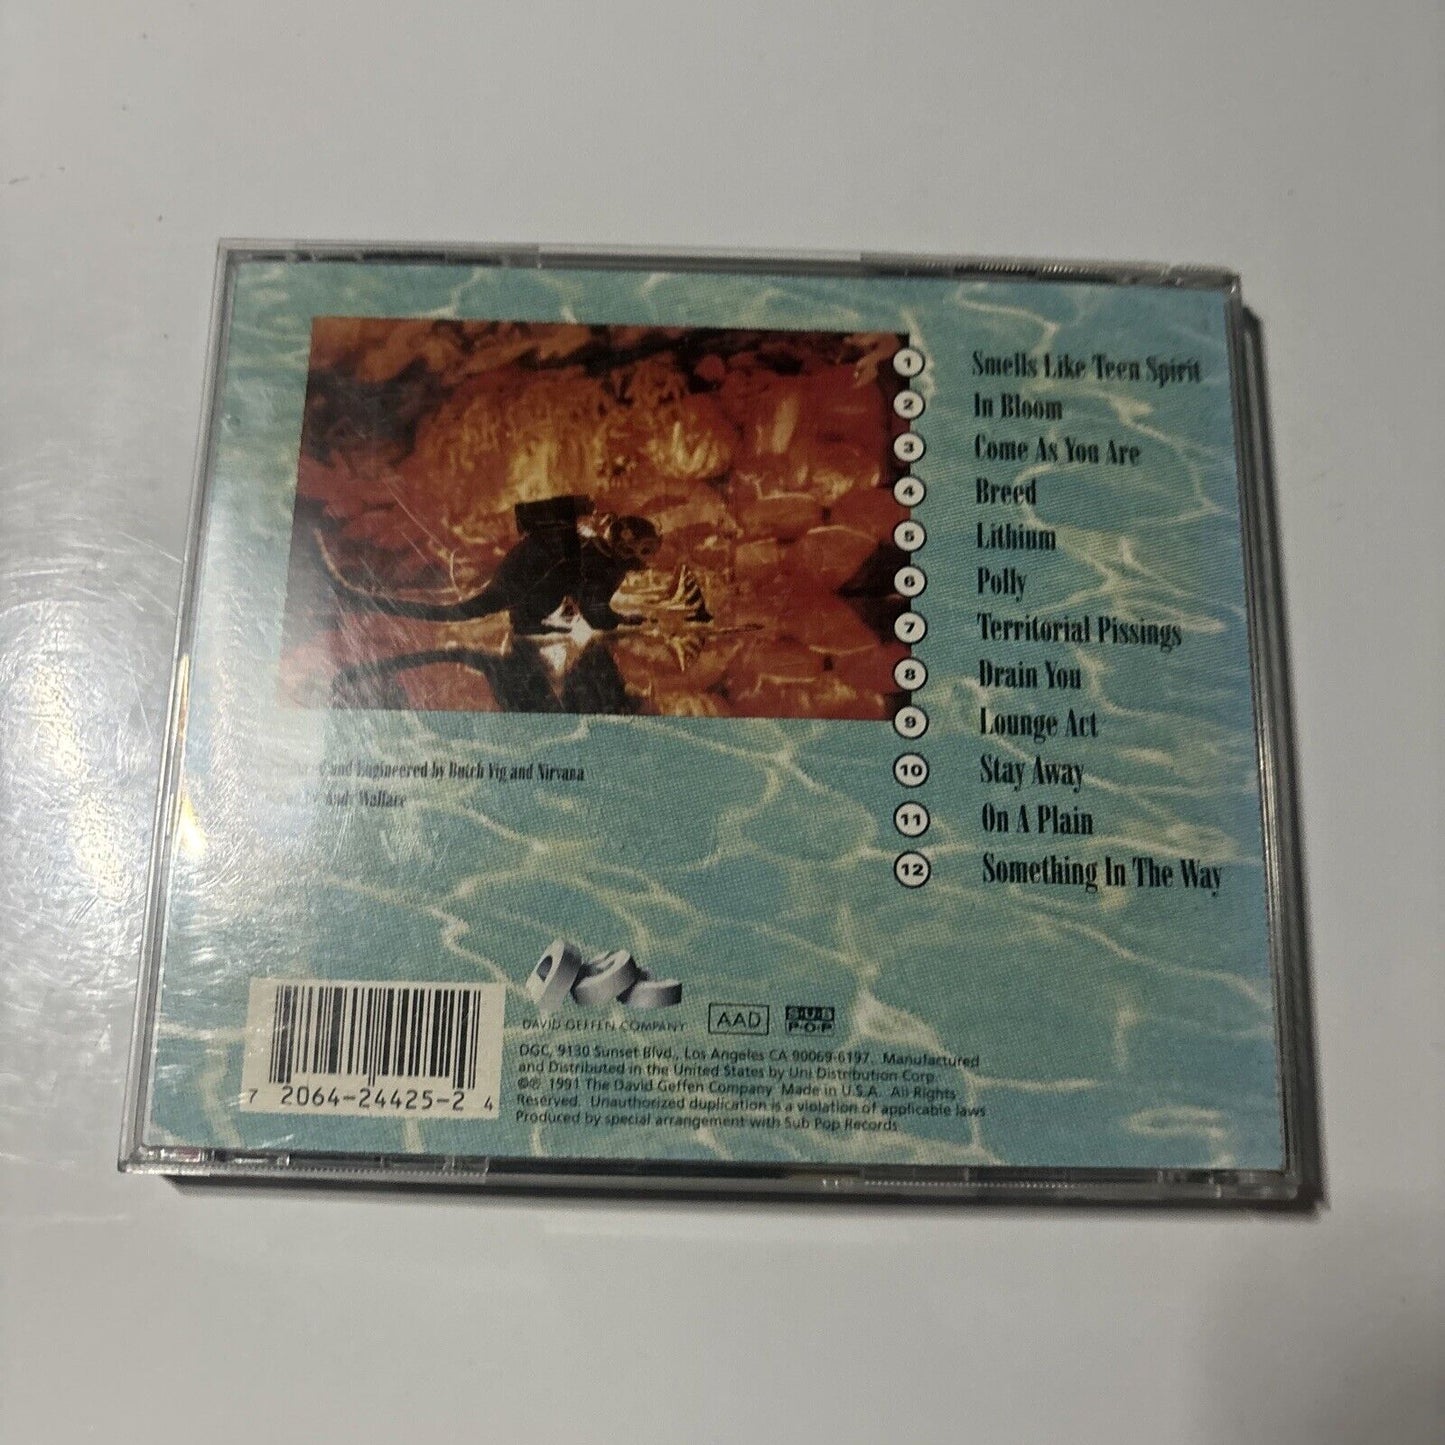 1 Smells Like Teen Spirit
2 In Bloom
3 Come As You Are
4 Breed
5 Lithium
6 Polly
7 Territorial Pissings
8 Drain You
9 Lounge Act
10 Stay Away
11 On A Plain
12 Something In The Way
and Engineered by Butch Vig and Nirvana
by Andy Wallace
7 2064-24425-2 4
DGC
DAVID GEFFEN COMPANY
AAD
SUB
POP
DGC, 9130 Sunset Blvd., Los Angeles CA 90069-6197. Manufactured
and Distributed in the United States by Uni Distribution Corp.
©℗ 1991 The David Geffen Company Made in U.S.A. All Rights
Reserved. Unauthorized duplication is a violation of applicable laws
Produced by special arrangement with Sub Pop Records